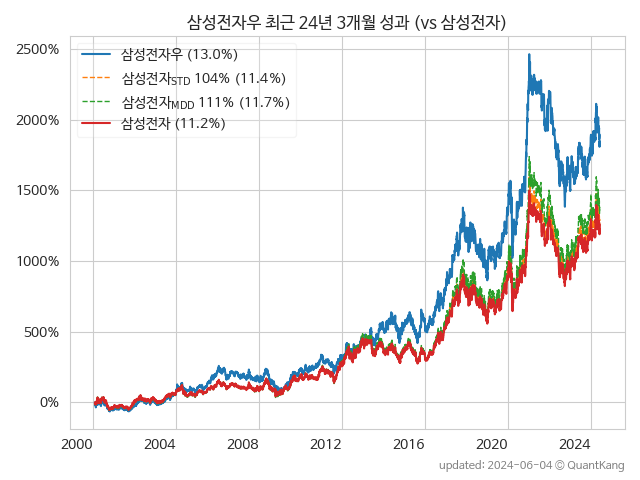 삼성전자우 최근 24년 3개월 성과 (vs 삼성전자)
2500%
2000%
1500%
1000%
500%
0%
삼성전자우 (13.0%)
삼성전자STD 104% (11.4%)
삼성전자MDD 111% (11.7%)
삼성전자 (11.2%)
2000 2004 2008 2012 2016 2020 2024
updated: 2024-06-04 © QuantKang